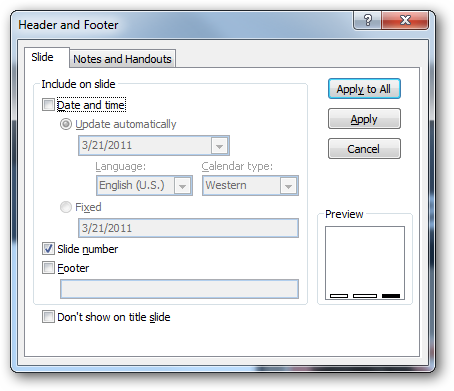 Header and Footer
?
Slide Notes and Handouts
Include on slide
Date and time
Update automatically
3/21/2011
Language: Calendar type:
English (U.S.) Western
Fixed
3/21/2011
Slide number
Footer
Don't show on title slide
Apply to All
Apply
Cancel
Preview